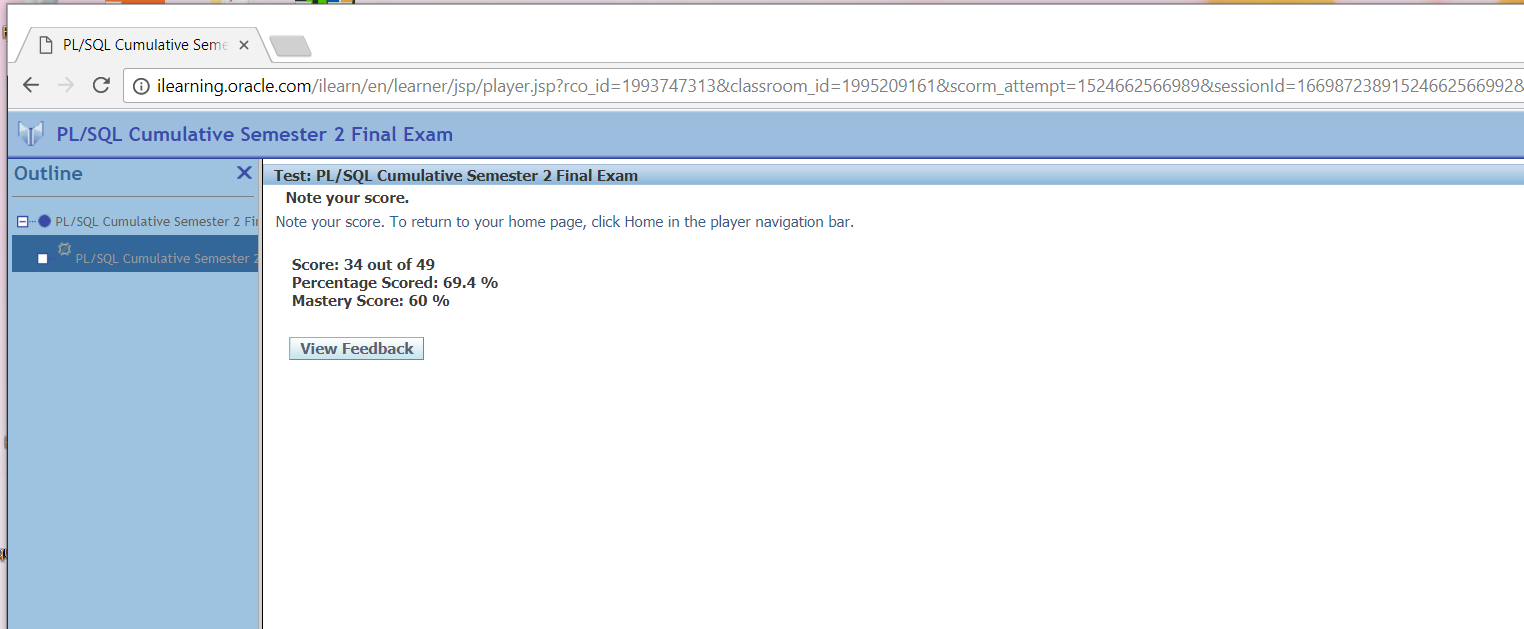 PL/SQL Cumulative Seme
ilearning.oracle.com/ilearn/en/learner/jsp/player.jsp?rco_id=1993747313&classroom_id=1995209161&scorm_attempt=1524662566989&sessionId=1669872389152466256699​2&
PL/SQL Cumulative Semester 2 Final Exam
Outline
PL/SQL Cumulative Semester 2 Fi
PL/SQL Cumulative Semester 2
Test: PL/SQL Cumulative Semester 2 Final Exam
Note your score.
Note your score. To return to your home page, click Home in the player navigation bar.
Score: 34 out of 49
Percentage Scored: 69.4 %
Mastery Score: 60 %
View Feedback